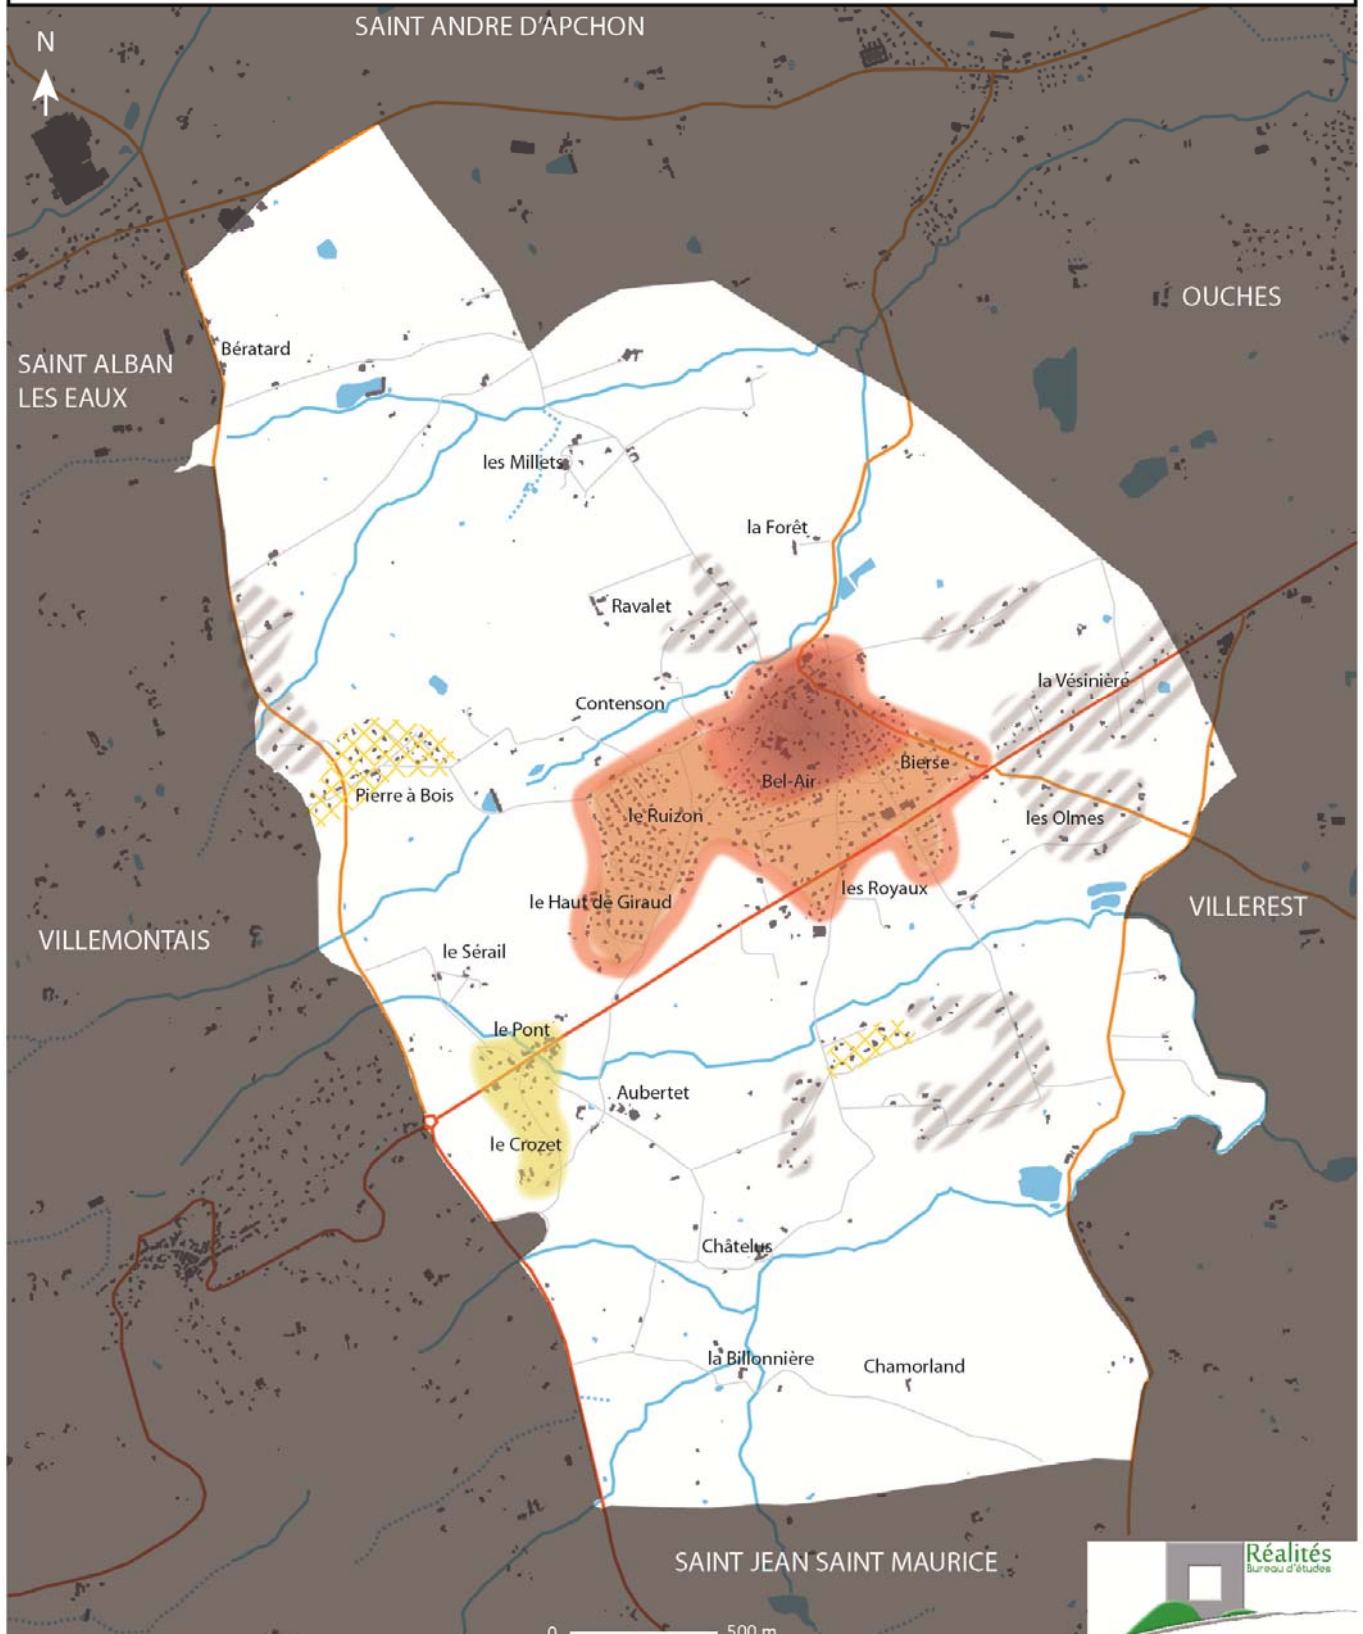 SAINT ANDRE D'APCHON
N
OUCHES
Bératard
SAINT ALBAN
LES EAUX
les Millets
la Forêt
Ravalet
la Vésinière
Contenson
Bierse
Bel-Air
Pierre à Bois
le Ruizon
les Olmes
les Royaux
le Haut de Giraud
VILLEREST
VILLEMONTAIS
le Sérail
le Pont
Aubertet
le Crozet
Châtelus
la Billonnière
Chamorland
Réalités
Bureau d'études
SAINT JEAN SAINT MAURICE
0 500 m